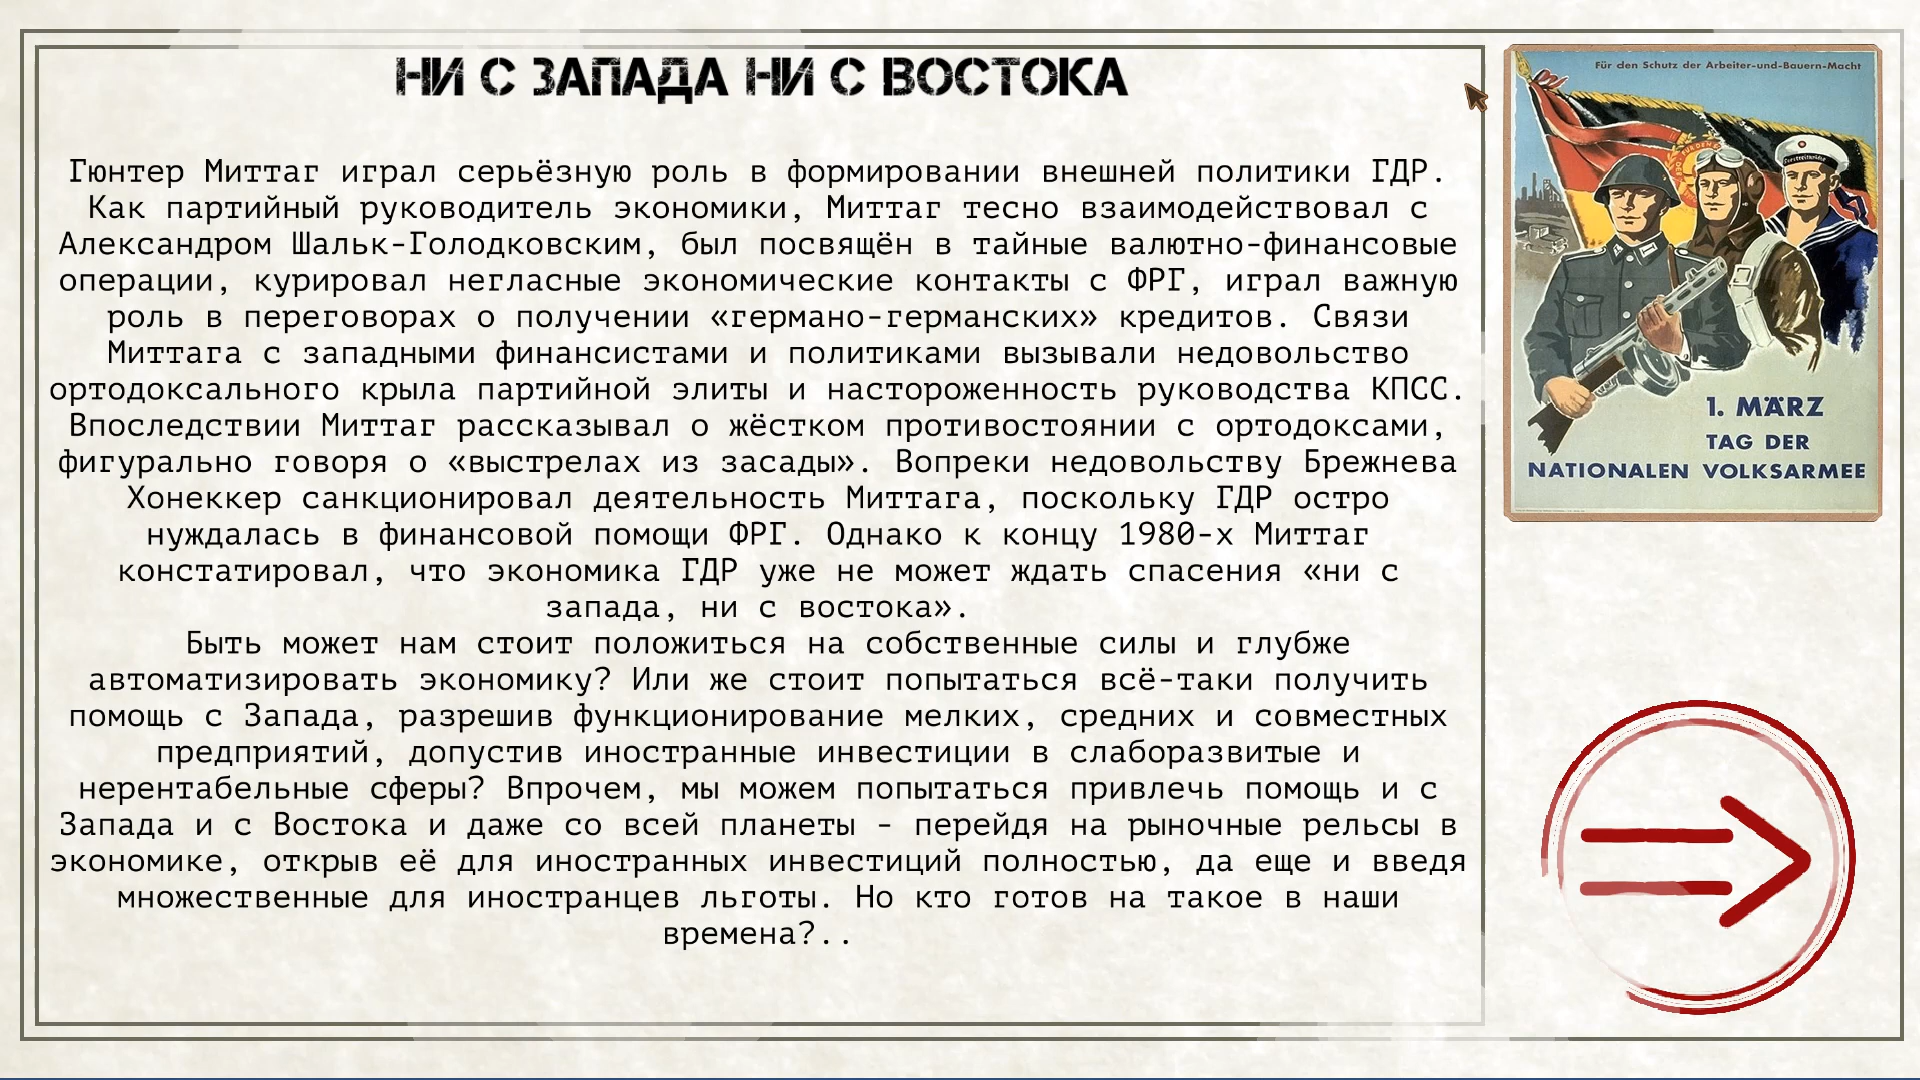 НИ С ЗАПАДА НИ С ВОСТОКА
Гюнтер Миттаг играл серьёзную роль в формировании внешней политики ГДР.
Как партийный руководитель экономики, Миттаг тесно взаимодействовал с
Александром Шальк-Голодковским, был посвящён в тайные валютно-финансовые
операции, курировал негласные экономические контакты с ФРГ, играл важную
роль в переговорах о получении «германо-германских» кредитов. Связи
Миттага с западными финансистами и политиками вызывали недовольство
ортодоксального крыла партийной элиты и настороженность руководства КПСС.
Впоследствии Миттаг рассказывал о жёстком противостоянии с ортодоксами,
фигурально говоря о «выстрелах из засады». Вопреки недовольству Брежнева
Хонеккер санкционировал деятельность Миттага, поскольку ГДР остро
нуждалась в финансовой помощи ФРГ. Однако к концу 1980-х Миттаг
констатировал, что экономика ГДР уже не может ждать спасения «ни с
запада, ни с востока».
Быть может нам стоит положиться на собственные силы и глубже
автоматизировать экономику? Или же стоит попытаться всё-таки получить
помощь с Запада, разрешив функционирование мелких, средних и совместных
предприятий, допустив иностранные инвестиции в слаборазвитые и
нерентабельные сферы? Впрочем, мы можем попытаться привлечь помощь и с
Запада и с Востока и даже со всей планеты - перейдя на рыночные рельсы в
экономике, открыв её для иностранных инвестиций полностью, да еще и введя
множественные для иностранцев льготы. Но кто готов на такое в наши
времена?..
Für den Schutz der Arbeiter-und-Bauern-Macht
1. MÄRZ
TAG DER
NATIONALEN VOLKSARMEE